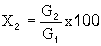 X₂ = G₂/G₁ x100